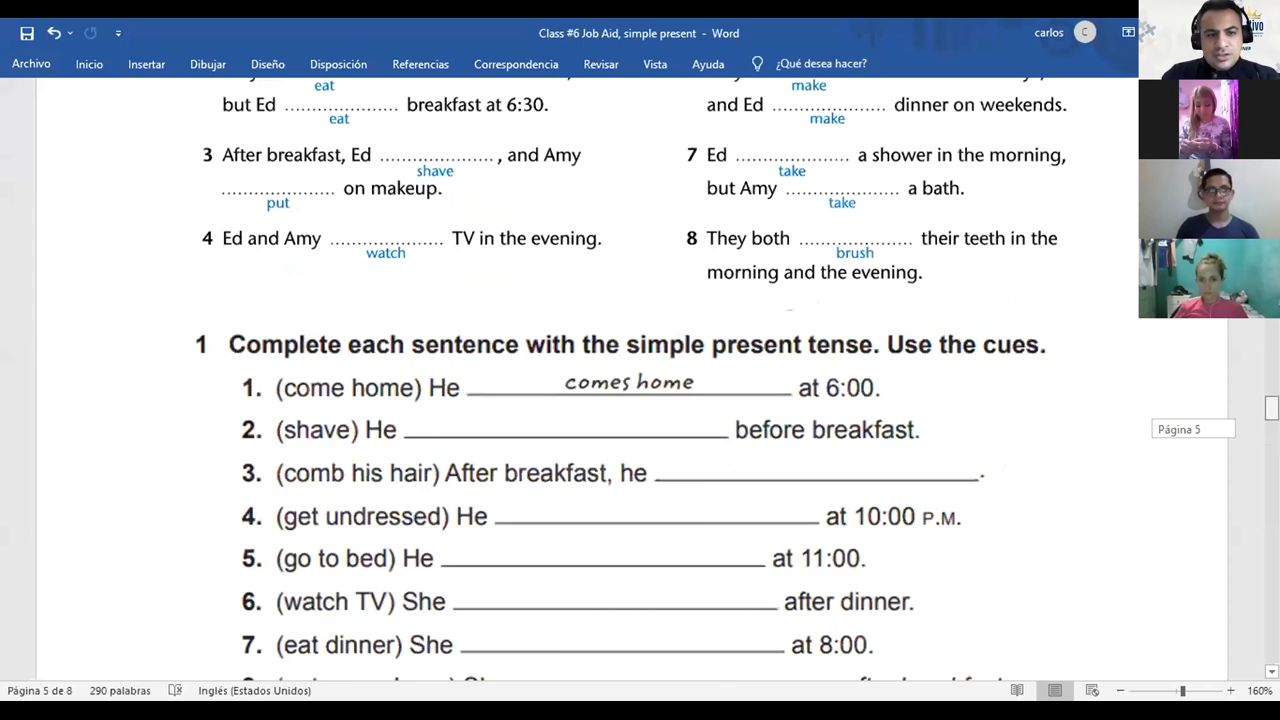 Class #6 Job Aid, simple present - Word
carlos
C
Archivo Inicio Insertar Dibujar Diseño Disposición Referencias Correspondencia Revisar Vista Ayuda ¿Qué desea hacer?
eat
but Ed .................... breakfast at 6:30.
eat
3 After breakfast, Ed ...................., and Amy
shave
.................... on makeup.
put
4 Ed and Amy .................... TV in the evening.
watch
make
and Ed .................... dinner on weekends.
make
7 Ed .................... a shower in the morning,
take
but Amy .................... a bath.
take
8 They both .................... their teeth in the
brush
morning and the evening.
1 Complete each sentence with the simple present tense. Use the cues.
1. (come home) He comes home at 6:00.
2. (shave) He ____________________ before breakfast.
3. (comb his hair) After breakfast, he ____________________.
4. (get undressed) He ____________________ at 10:00 P.M.
5. (go to bed) He ____________________ at 11:00.
6. (watch TV) She ____________________ after dinner.
7. (eat dinner) She ____________________ at 8:00.
Página 5
Página 5 de 8 290 palabras Inglés (Estados Unidos) 160%